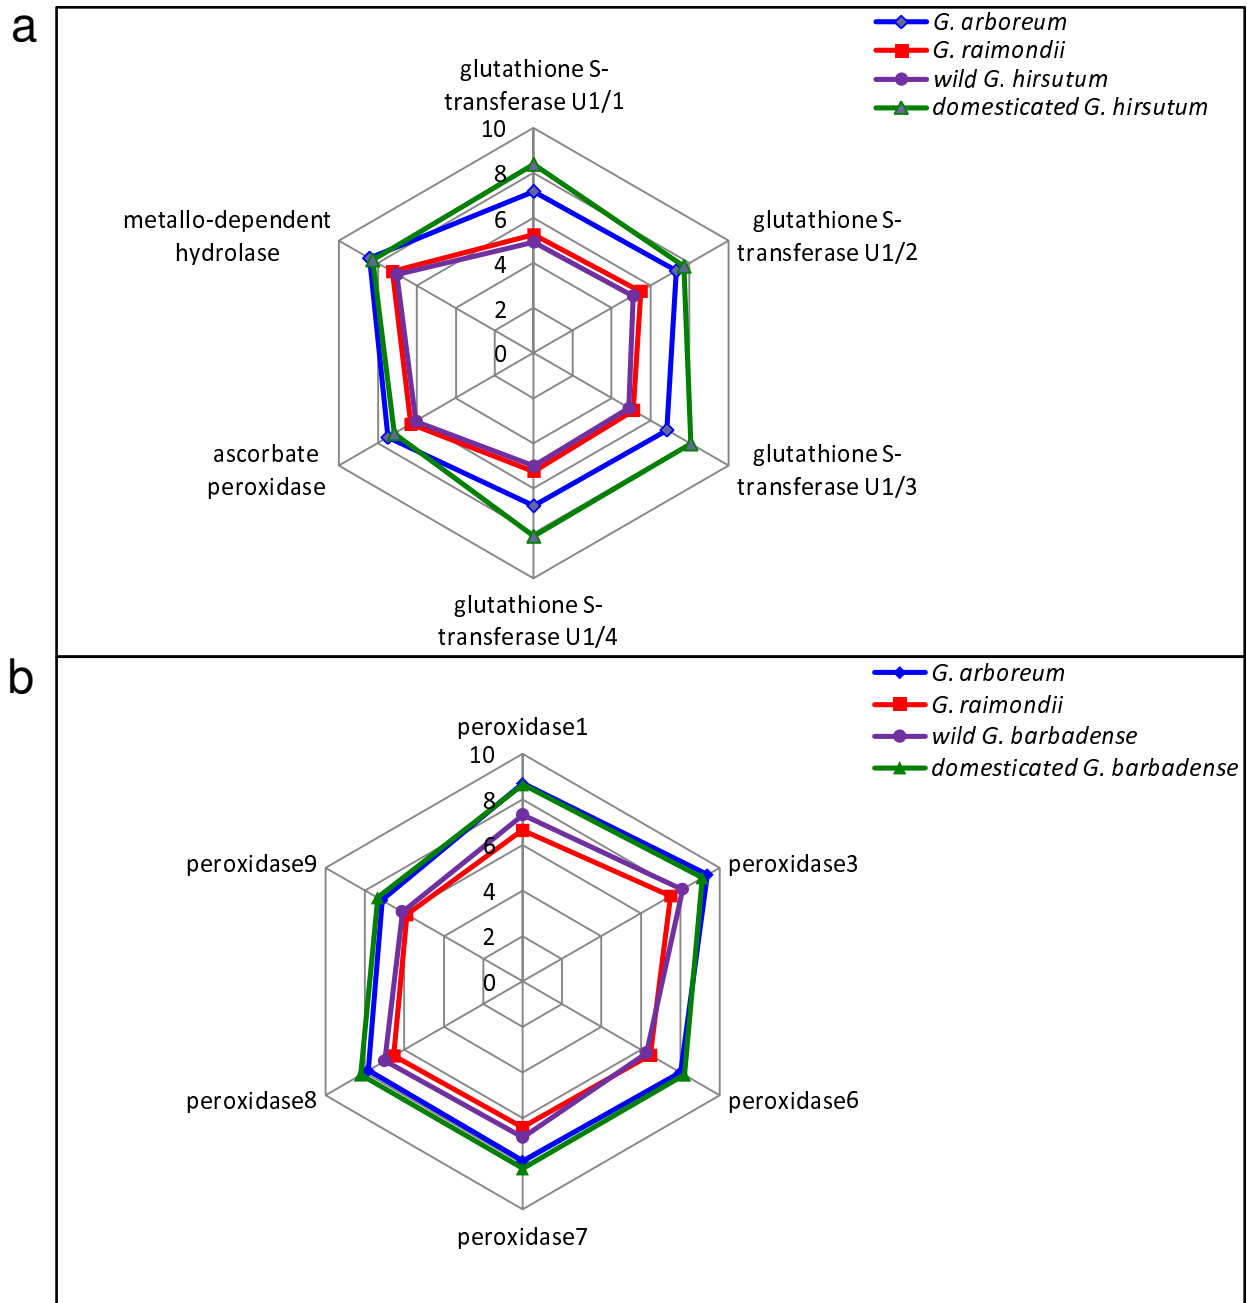 a
G. arboreum
G. raimondii
wild G. hirsutum
domesticated G. hirsutum
glutathione S-
transferase U1/1
10
8
6
4
2
0
glutathione S-
transferase U1/2
glutathione S-
transferase U1/3
glutathione S-
transferase U1/4
ascorbate
peroxidase
metallo-dependent
hydrolase
b
G. arboreum
G. raimondii
wild G. barbadense
domesticated G. barbadense
peroxidase1
10
8
6
4
2
0
peroxidase3
peroxidase6
peroxidase7
peroxidase8
peroxidase9